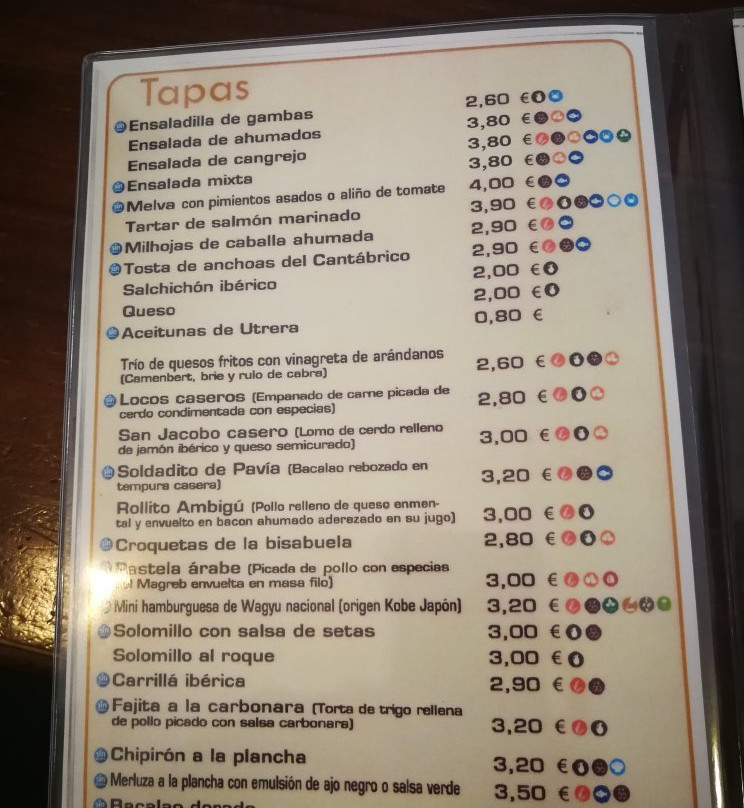 Tapas
Ensaladilla de gambas 2,60 €
Ensalada de ahumados 3,80 €
Ensalada de cangrejo 3,80 €
Ensalada mixta 3,80 €
Melva con pimientos asados o aliño de tomate 4,00 €
Tartar de salmón marinado 3,90 €
Milhojas de caballa ahumada 2,90 €
Tosta de anchoas del Cantábrico 2,90 €
Salchichón ibérico 2,00 €
Queso 2,00 €
Aceitunas de Utrera 0,80 €
Trío de quesos fritos con vinagreta de arándanos 2,60 €
(Camenbert, brie y rulo de cabra)
Locos caseros (Empanado de carne picada de 2,80 €
cerdo condimentada con especias)
San Jacobo casero (Lomo de cerdo relleno 3,00 €
de jamón ibérico y queso semicurado)
Soldadito de Pavía (Bacalao rebozado en 3,20 €
tempura casera)
Rollito Ambigú (Pollo relleno de queso enmen- 3,00 €
tal y envuelto en bacon ahumado aderezado en su jugo)
Croquetas de la bisabuela 2,80 €
Pastela árabe (Picada de pollo con especias 3,00 €
Magreb envuelta en masa filo)
Mini hamburguesa de Wagyu nacional (origen Kobe Japón) 3,20 €
Solomillo con salsa de setas 3,00 €
Solomillo al roque 3,00 €
Carrillá ibérica 2,90 €
Fajita a la carbonara (Torta de trigo rellena 3,20 €
de pollo picado con salsa carbonara)
Chipirón a la plancha 3,20 €
Merluza a la plancha con emulsión de ajo negro o salsa verde 3,50 €
Bacalao dorado